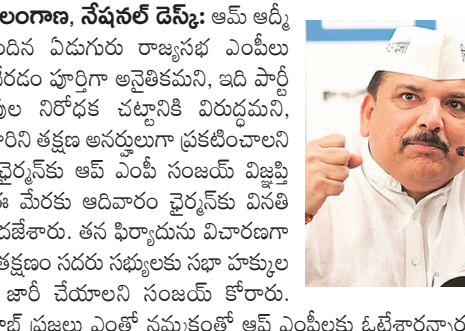 లంగాణ, నేషనల్ డెస్క్: ఆమ్ ఆద్మీ
ందిన ఏడుగురు రాజ్యసభ ఎంపీలు
రడం పూర్తిగా అనైతికమని, ఇది పార్టీ
పుల నిరోధక చట్టానికి విరుద్ధమని,
ారిని తక్షణ అనర్హులుగా ప్రకటించాలని
ఛైర్మన్‌కు ఆప్ ఎంపీ సంజయ్ విజ్ఞప్తి
ఈ మేరకు ఆదివారం ఛైర్మన్‌కు వినతి
దజేశారు. తన ఫిర్యాదును విచారణగా
తక్షణం సదరు సభ్యులకు సభా హక్కుల
జారీ చేయాలని సంజయ్ కోరారు.
ాబ్ ప్రజలు ఎంతో నమ్మకంతో ఆప్ ఎంపీలకు ఓటేశారన్నారు